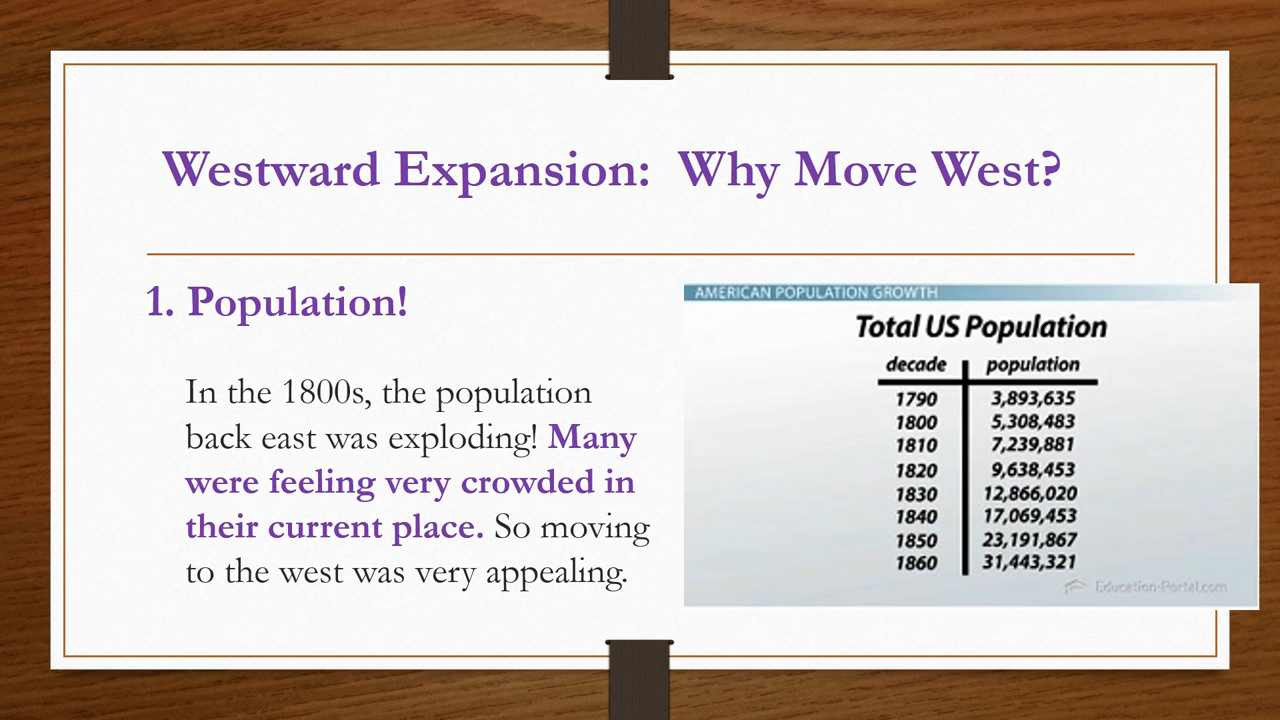 Westward Expansion:  Why Move West?
1. Population!
In the 1800s, the population
back east was exploding! Many
were feeling very crowded in
their current place. So moving
to the west was very appealing.
AMERICAN POPULATION GROWTH
Total US Population
decade population
1790 3,893,635
1800 5,308,483
1810 7,239,881
1820 9,638,453
1830 12,866,020
1840 17,069,453
1850 23,191,867
1860 31,443,321
Education-Portal.com